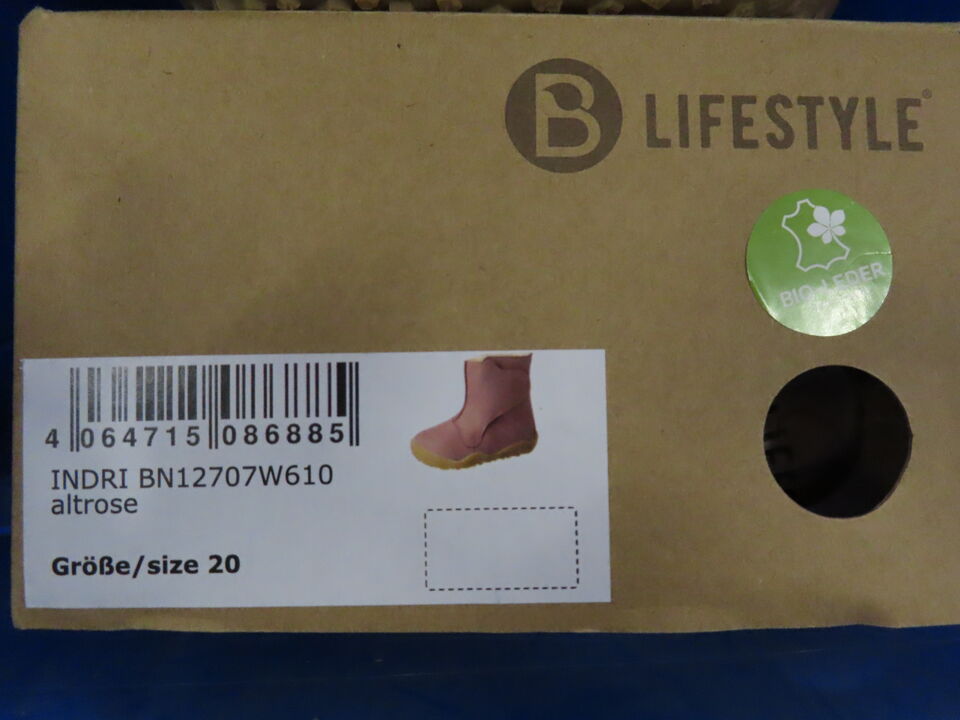 B LIFESTYLE®
BIO-LEDER
4 064715 086885
INDRI BN12707W610
altrose
Größe/size 20